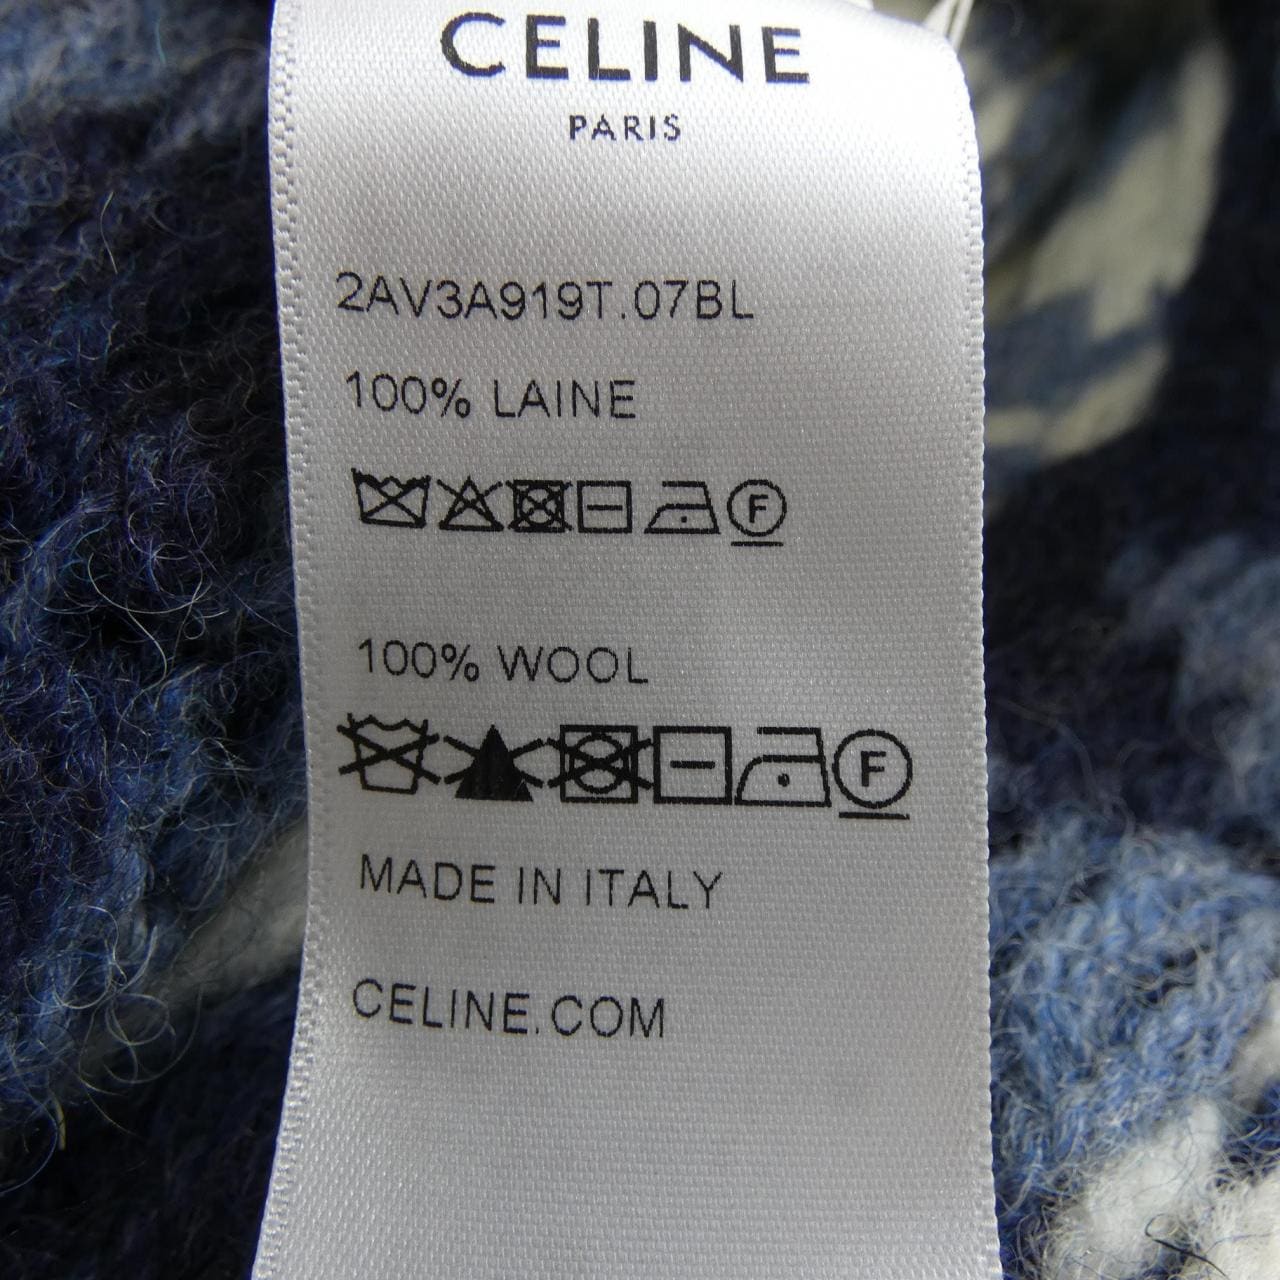 CELINE
PARIS
2AV3A919T.07BL
100% LAINE
F
100% WOOL
F
MADE IN ITALY
CELINE.COM